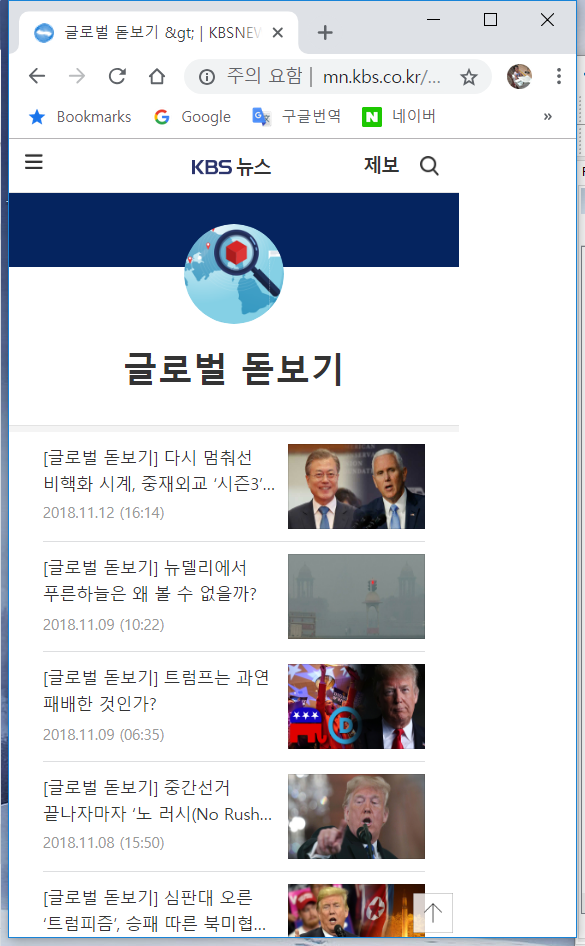 글로벌 돋보기 &gt; | KBSNEW
주의 요함 | mn.kbs.co.kr/...
Bookmarks Google 구글번역 네이버 »
KBS 뉴스 제보
글로벌 돋보기
[글로벌 돋보기] 다시 멈춰선
비핵화 시계, 중재외교 ‘시즌3’...
2018.11.12 (16:14)
[글로벌 돋보기] 뉴델리에서
푸른하늘은 왜 볼 수 없을까?
2018.11.09 (10:22)
[글로벌 돋보기] 트럼프는 과연
패배한 것인가?
2018.11.09 (06:35)
[글로벌 돋보기] 중간선거
끝나자마자 ‘노 러시(No Rush...
2018.11.08 (15:50)
[글로벌 돋보기] 심판대 오른
‘트럼피즘’, 승패 따른 북미협...